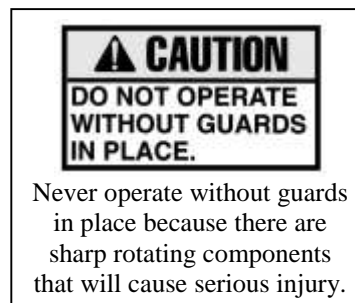 CAUTION
DO NOT OPERATE
WITHOUT GUARDS
IN PLACE.
Never operate without guards
in place because there are
sharp rotating components
that will cause serious injury.